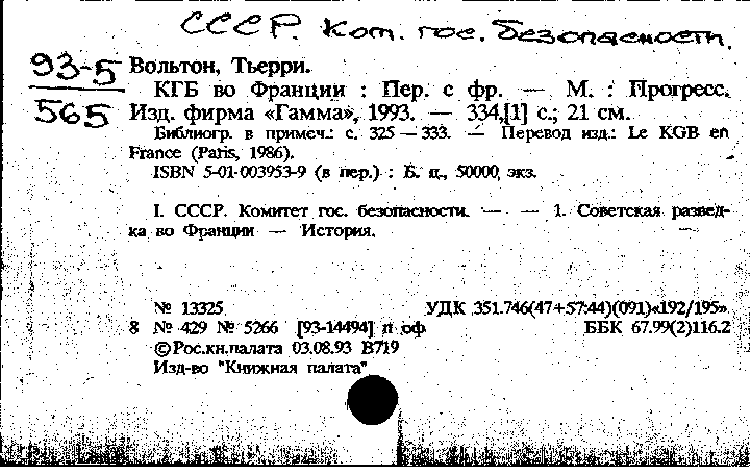 СССР. Ком. гос. безопасности.
93-5
565
Вольтон, Тьерри.
КГБ во Франции : Пер. с фр. — М. : Прогресс.
Изд. фирма «Гамма», 1993. — 334,[1] с.; 21 см.
Библиогр. в примеч.: с. 325 — 333. — Перевод изд.: Le KGB en
France (Paris, 1986).
ISBN 5-01-003953-9 (в пер.) : Б. ц., 50000 экз.
I. СССР. Комитет гос. безопасности. — — 1. Советская развед-
ка во Франции — История.
№ 13325 УДК 351.746(47+57:44)(091)«192/195»
8 № 429 № 5266 [93-14494] п оф ББК 67.99(2)116.2
©Рос.кн.палата 03.08.93 В719
Изд-во "Книжная палата"